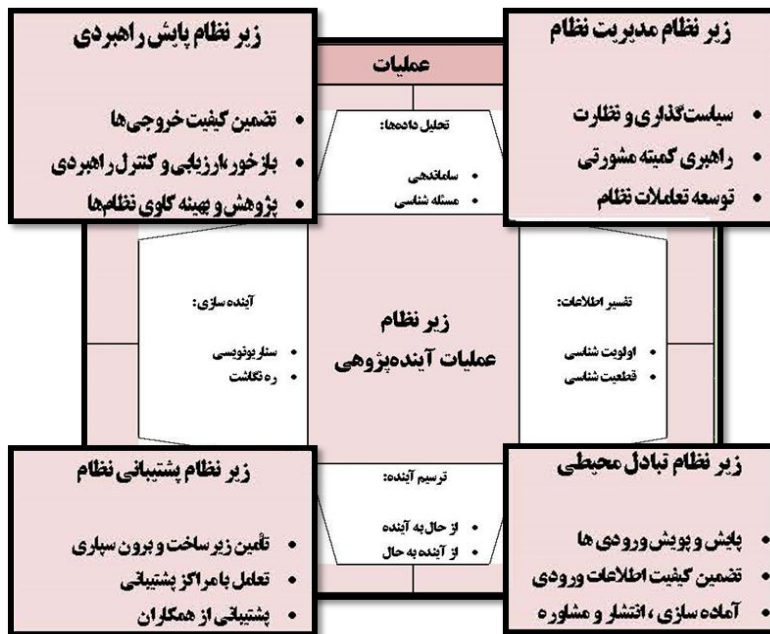 زیر نظام مدیریت نظام
سیاست‌گذاری و نظارت
راهبری کمیته مشورتی
توسعه تعاملات نظام
عملیات
زیر نظام پایش راهبردی
تضمین کیفیت خروجی‌ها
بازخور،ارزیابی و کنترل راهبردی
پژوهش و بهینه کاوی نظام‌ها
تحلیل داده‌ها:
ساماندهی
مسئله شناسی
تفسیر اطلاعات:
اولویت شناسی
قطعیت شناسی
زیر نظام
عملیات آینده‌پژوهی
آینده سازی:
سناریونویسی
ره نگاشت
ترسیم آینده:
از حال به آینده
از آینده به حال
زیر نظام تبادل محیطی
پایش و پویش ورودی ها
تضمین کیفیت اطلاعات ورودی
آماده سازی ، انتشار و مشاوره
زیر نظام پشتیبانی نظام
تأمین زیر ساخت و برون سپاری
تعامل با مراکز پشتیبانی
پشتیبانی از همکاران